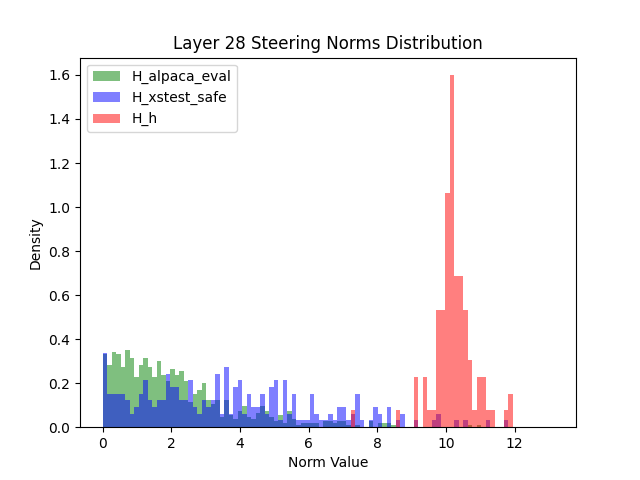 Layer 28 Steering Norms Distribution
H_alpaca_eval
H_xstest_safe
H_h
Density
1.6
1.4
1.2
1.0
0.8
0.6
0.4
0.2
0.0
0 2 4 6 8 10 12
Norm Value